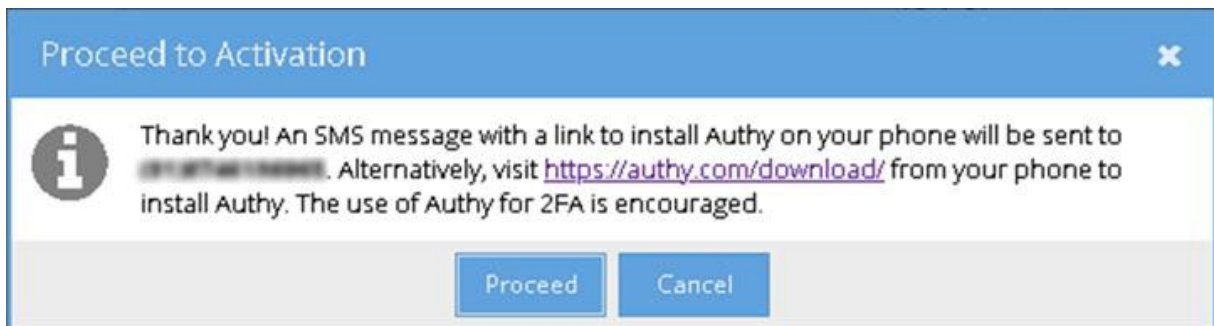 Proceed to Activation
Thank you! An SMS message with a link to install Authy on your phone will be sent to
. Alternatively, visit https://authy.com/download/ from your phone to
install Authy. The use of Authy for 2FA is encouraged.
Proceed
Cancel